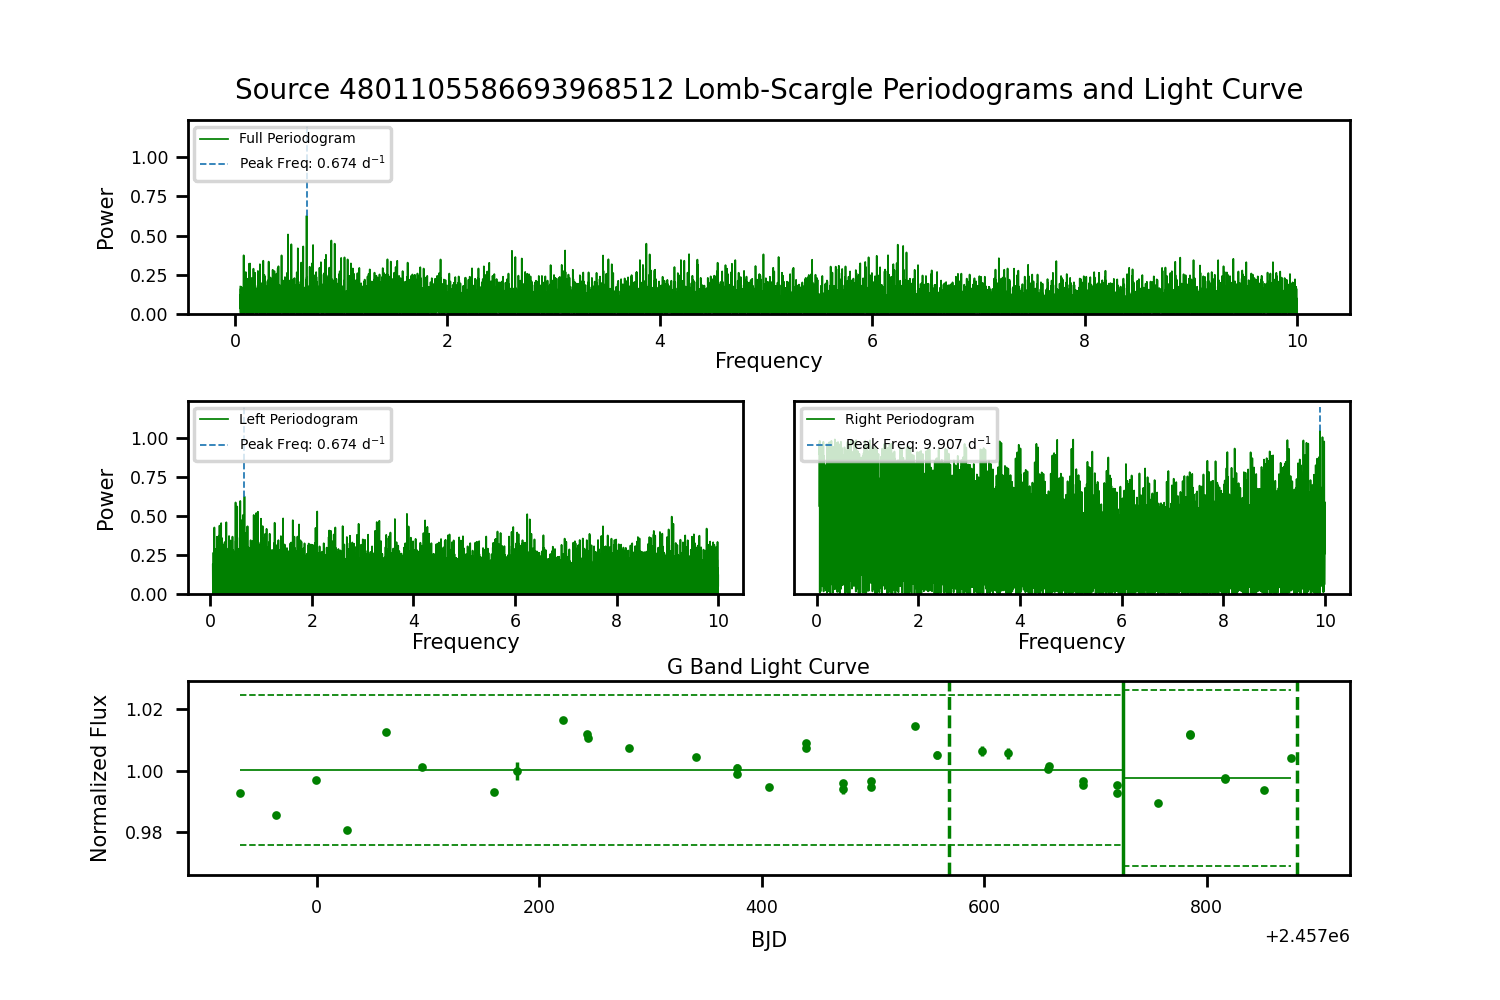 Source 4801105586693968512 Lomb-Scargle Periodograms and Light Curve
Full Periodogram
Peak Freq: 0.674 d⁻¹
Power
1.00
0.75
0.50
0.25
0.00
0 2 4 6 8 10
Frequency
Left Periodogram
Peak Freq: 0.674 d⁻¹
Power
1.00
0.75
0.50
0.25
0.00
0 2 4 6 8 10
Frequency
Right Periodogram
Peak Freq: 9.907 d⁻¹
0 2 4 6 8 10
Frequency
G Band Light Curve
Normalized Flux
1.02
1.00
0.98
0 200 400 600 800
BJD
+2.457e6